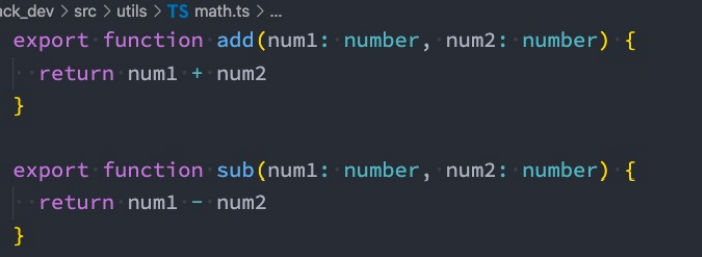 ack_dev > src > utils > TS math.ts > ...
export function add(num1: number, num2: number) {
  return num1 + num2
}

export function sub(num1: number, num2: number) {
  return num1 - num2
}